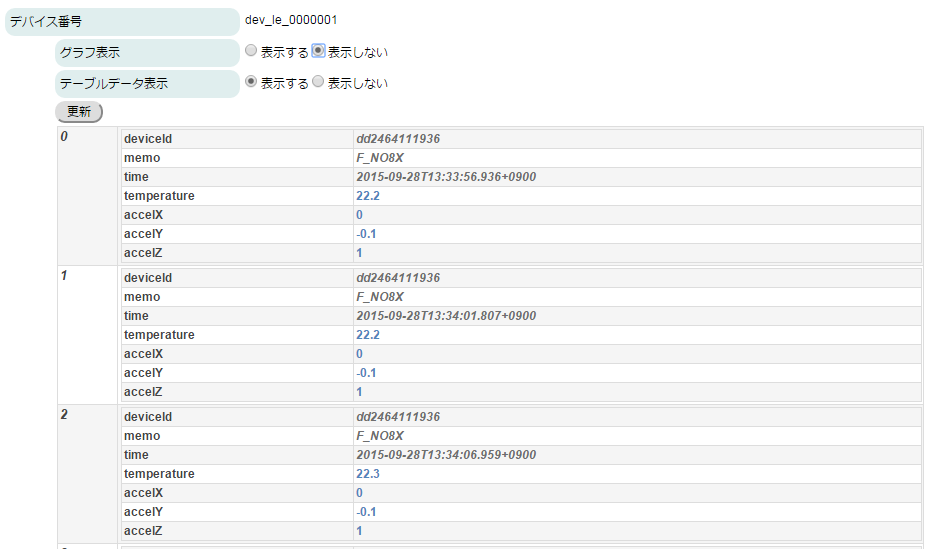 デバイス番号 dev_le_0000001
グラフ表示 表示する 表示しない
テーブルデータ表示 表示する 表示しない
更新
0 deviceId dd2464111936
memo F_NO8X
time 2015-09-28T13:33:56.936+0900
temperature 22.2
accelX 0
accelY -0.1
accelZ 1
1 deviceId dd2464111936
memo F_NO8X
time 2015-09-28T13:34:01.807+0900
temperature 22.2
accelX 0
accelY -0.1
accelZ 1
2 deviceId dd2464111936
memo F_NO8X
time 2015-09-28T13:34:06.959+0900
temperature 22.3
accelX 0
accelY -0.1
accelZ 1